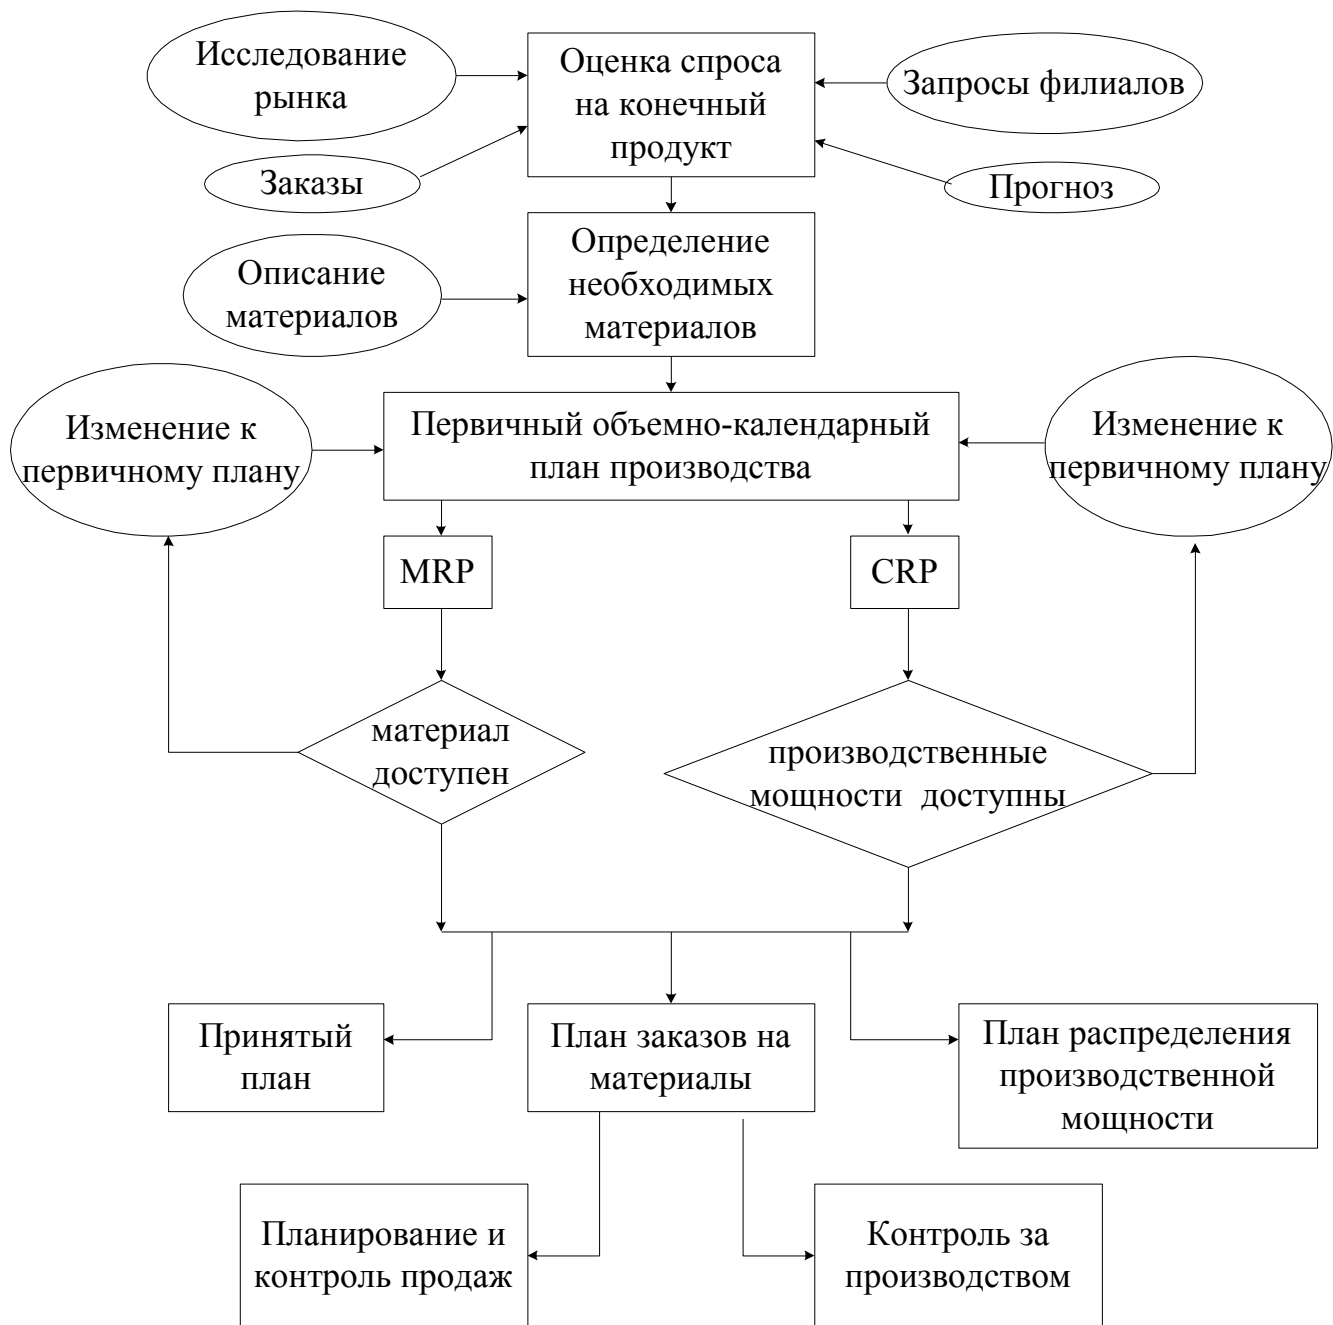 Исследование
рынка
Оценка спроса
на конечный
продукт
Запросы филиалов
Заказы
Прогноз
Описание
материалов
Определение
необходимых
материалов
Изменение к
первичному плану
Первичный объемно-календарный
план производства
Изменение к
первичному плану
MRP
CRP
материал
доступен
производственные
мощности доступны
Принятый
план
План заказов на
материалы
План распределения
производственной
мощности
Планирование и
контроль продаж
Контроль за
производством